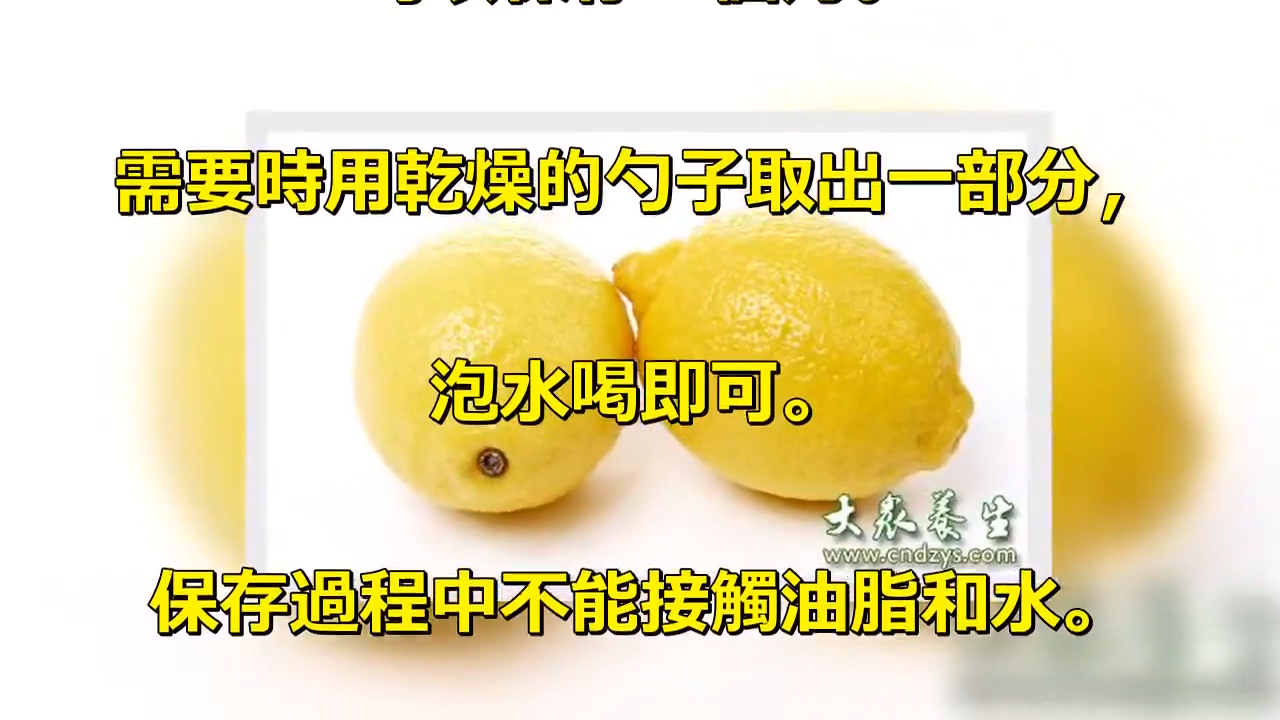 需要時用乾燥的勺子取出一部分，
泡水喝即可。
大眾養生
www.cndzys.com
保存過程中不能接觸油脂和水。